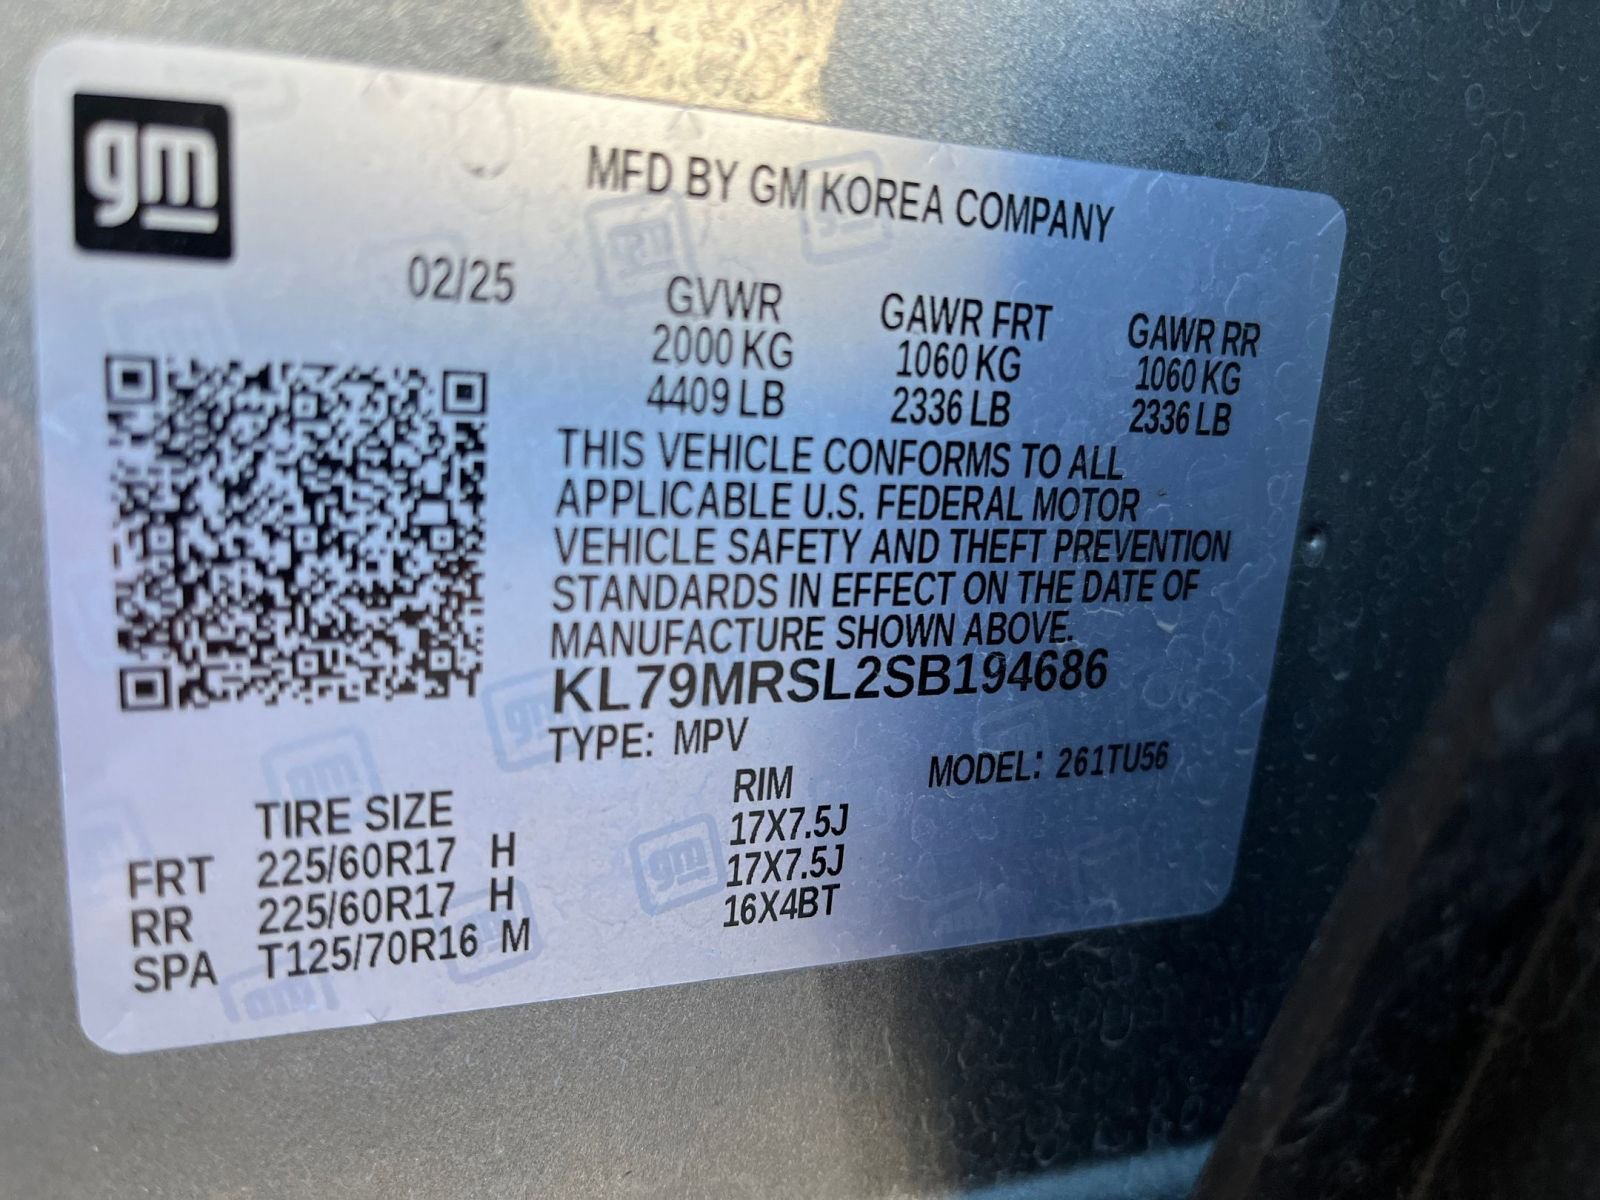 gm
MFD BY GM KOREA COMPANY
02/25
GVWR GAWR FRT GAWR RR
2000 KG 1060 KG 1060 KG
4409 LB 2336 LB 2336 LB
THIS VEHICLE CONFORMS TO ALL
APPLICABLE U.S. FEDERAL MOTOR
VEHICLE SAFETY AND THEFT PREVENTION
STANDARDS IN EFFECT ON THE DATE OF
MANUFACTURE SHOWN ABOVE.
KL79MRSL2SB194686
TYPE: MPV MODEL: 261TU56
TIRE SIZE RIM
FRT 225/60R17 H 17X7.5J
RR 225/60R17 H 17X7.5J
SPA T125/70R16 M 16X4BT